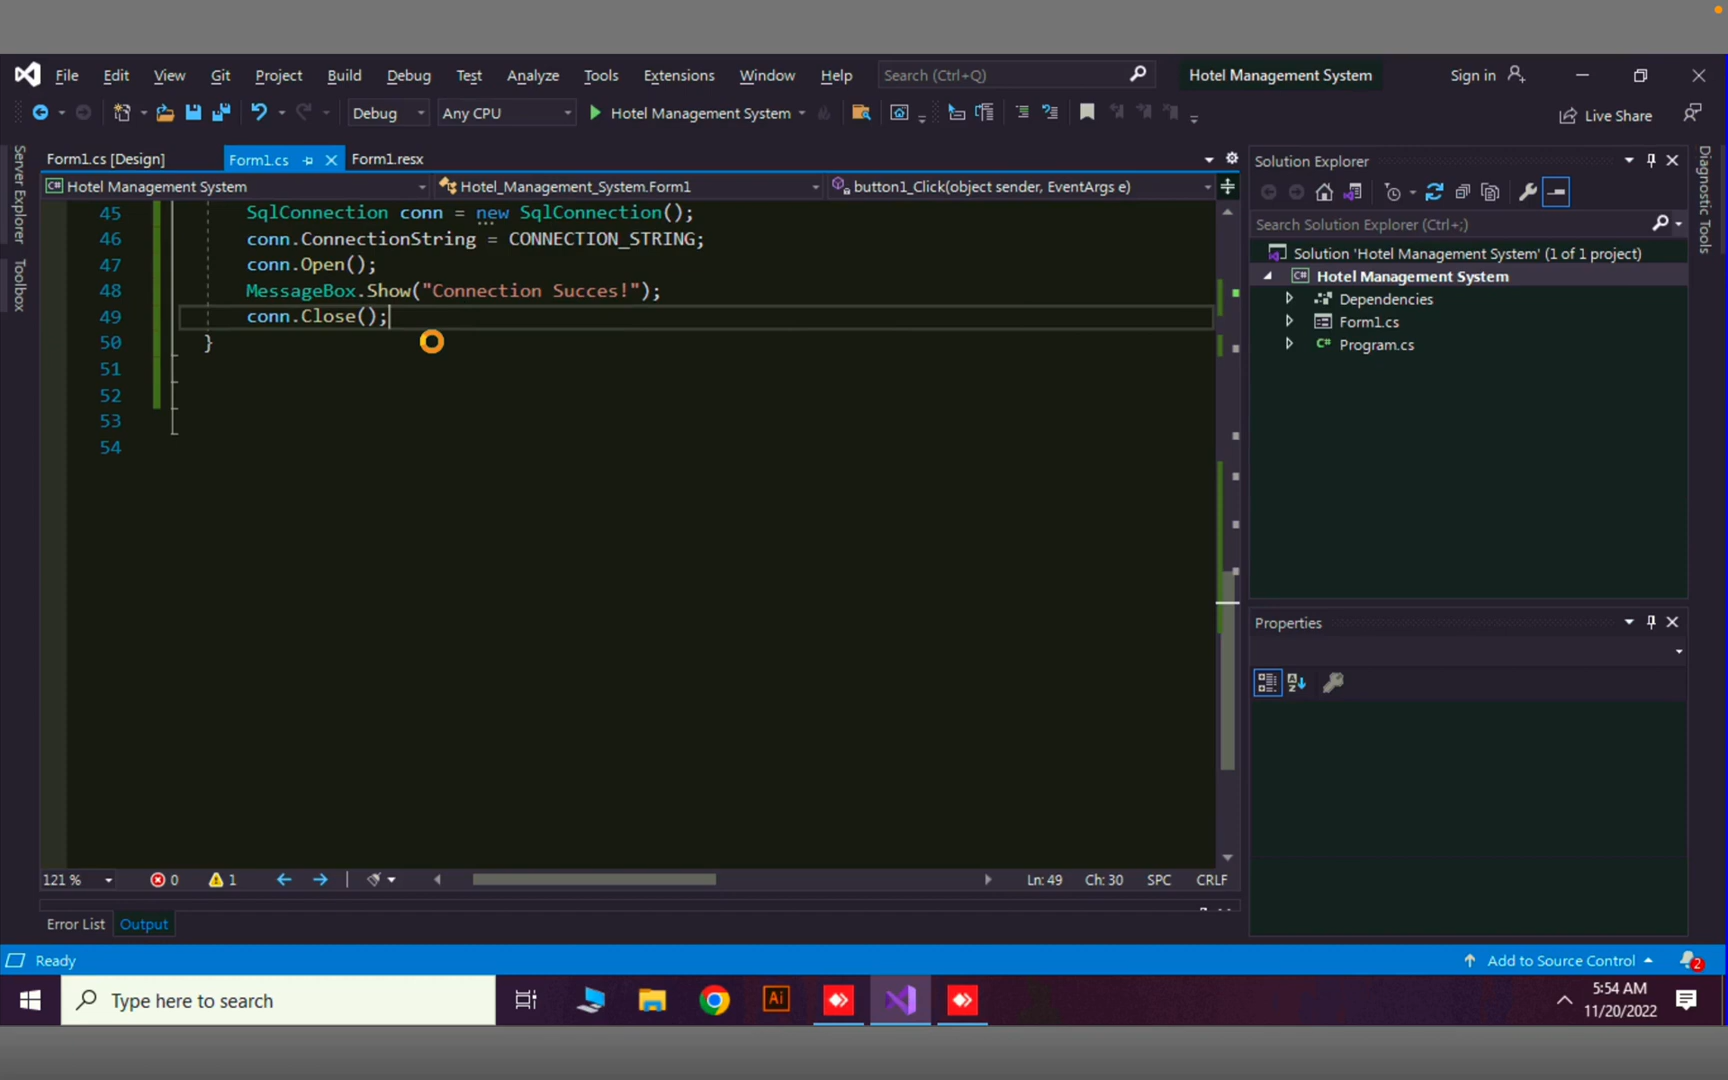 File Edit View Git Project Build Debug Test Analyze Tools Extensions Window Help Search (Ctrl+Q) Hotel Management System Sign in
Debug Any CPU Hotel Management System Live Share
Server Explorer
Toolbox
Form1.cs [Design] Form1.cs Form1.resx
Hotel Management System Hotel_Management_System.Form1 button1_Click(object sender, EventArgs e)
45 SqlConnection conn = new SqlConnection();
46 conn.ConnectionString = CONNECTION_STRING;
47 conn.Open();
48 MessageBox.Show("Connection Succes!");
49 conn.Close();
50 }
51
52
53
54
121 % 0 1 Ln: 49 Ch: 30 SPC CRLF
Error List Output
Solution Explorer
Search Solution Explorer (Ctrl+;)
Solution 'Hotel Management System' (1 of 1 project)
C# Hotel Management System
Dependencies
Form1.cs
C# Program.cs
Properties
Diagnostic Tools
Ready Add to Source Control 2
Type here to search Ai 5:54 AM
11/20/2022